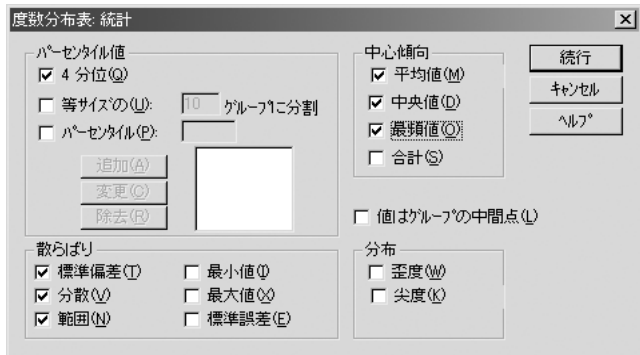 度数分布表: 統計
パーセンタイル値
4 分位(Q)
等サイズの(U): 10 グループに分割
パーセンタイル(P):
追加(A)
変更(C)
除去(R)
中心傾向
平均値(M)
中央値(D)
最頻値(O)
合計(S)
続行
キャンセル
ヘルプ
値はグループの中間点(L)
散らばり
標準偏差(T)
最小値(I)
分散(V)
最大値(X)
範囲(N)
標準誤差(E)
分布
歪度(W)
尖度(K)